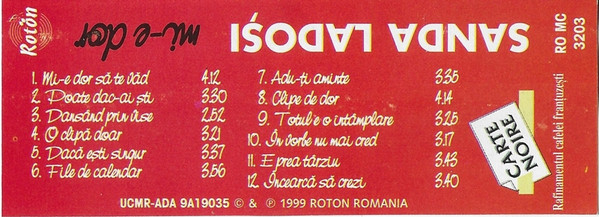 Roton
mi-e dor
SANDA LADOȘI
RO MC
3203
1. Mi-e dor să te văd 4.12
2. Poate dac-ai ști 3.30
3. Dansând prin vise 2.52
4. O clipă doar 3.21
5. Dacă ești singur 3.37
6. File de calendar 3.56
7. Adu-ți aminte 3.35
8. Clipe de dor 4.14
9. Totul e o întâmplare 3.25
10. În vorbe nu mai cred 3.17
11. E prea târziu 3.43
12. Încearcă să crezi 3.40
CARTE
NOIRE
Rafinamentul cafelei franțuzești
UCMR-ADA 9A19035 © & ℗ 1999 ROTON ROMANIA